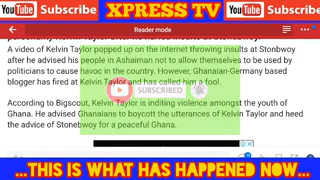 YouTube Subscribe XPRESS TV YouTube Subscribe
Reader mode
A video of Kelvin Taylor popped up on the internet throwing insults at Stonbwoy
after he advised his people in Ashaiman not to allow themselves to be used by
politicians to cause havoc in the country. However, Ghanaian-Germany based
blogger has fired at Kelvin Taylor and has called him a fool.
According to Bigscout, Kelvin Taylor is inditing violence amongst the youth of
Ghana. He advised Ghanaians to boycott the utterances of Kelvin Taylor and heed
the advice of Stonebwoy for a peaceful Ghana.
SUBSCRIBED
...THIS IS WHAT HAS HAPPENED NOW...